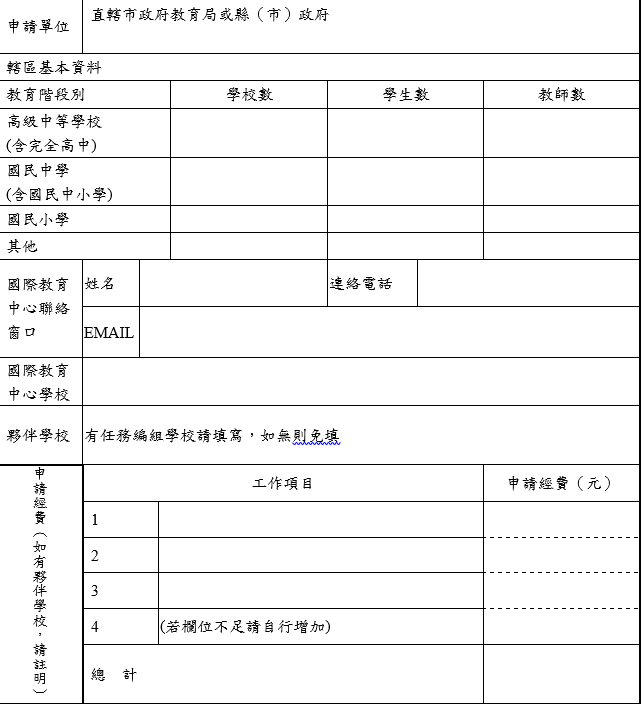 申請單位
直轄市政府教育局或縣（市）政府
轄區基本資料
教育階段別
學校數
學生數
教師數
高級中等學校
(含完全高中)
國民中學
(含國民中小學)
國民小學
其他
國際教育
中心聯絡
窗口
姓名
連絡電話
EMAIL
國際教育
中心學校
夥伴學校
有任務編組學校請填寫，如無則免填
申請經費（如有夥伴學校，請註明）
工作項目
申請經費（元）
1
2
3
4
(若欄位不足請自行增加)
總　計